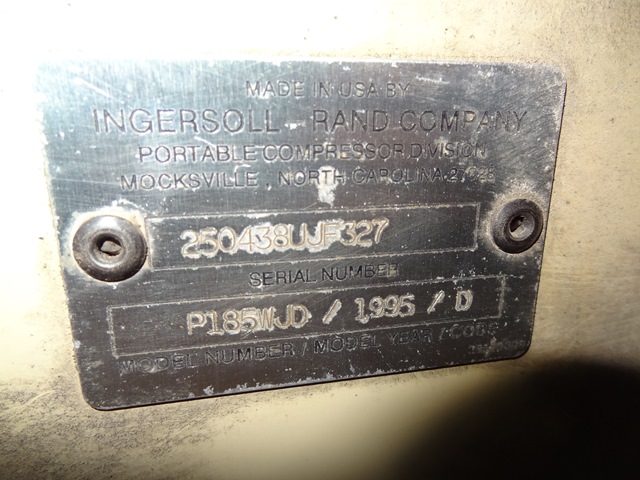 MADE IN USA BY
INGERSOLL-RAND COMPANY
PORTABLE COMPRESSOR DIVISION
MOCKSVILLE, NORTH CAROLINA 27028
250438UJF327
SERIAL NUMBER
P185WJD / 1995 / D
MODEL NUMBER / MODEL YEAR / CODE